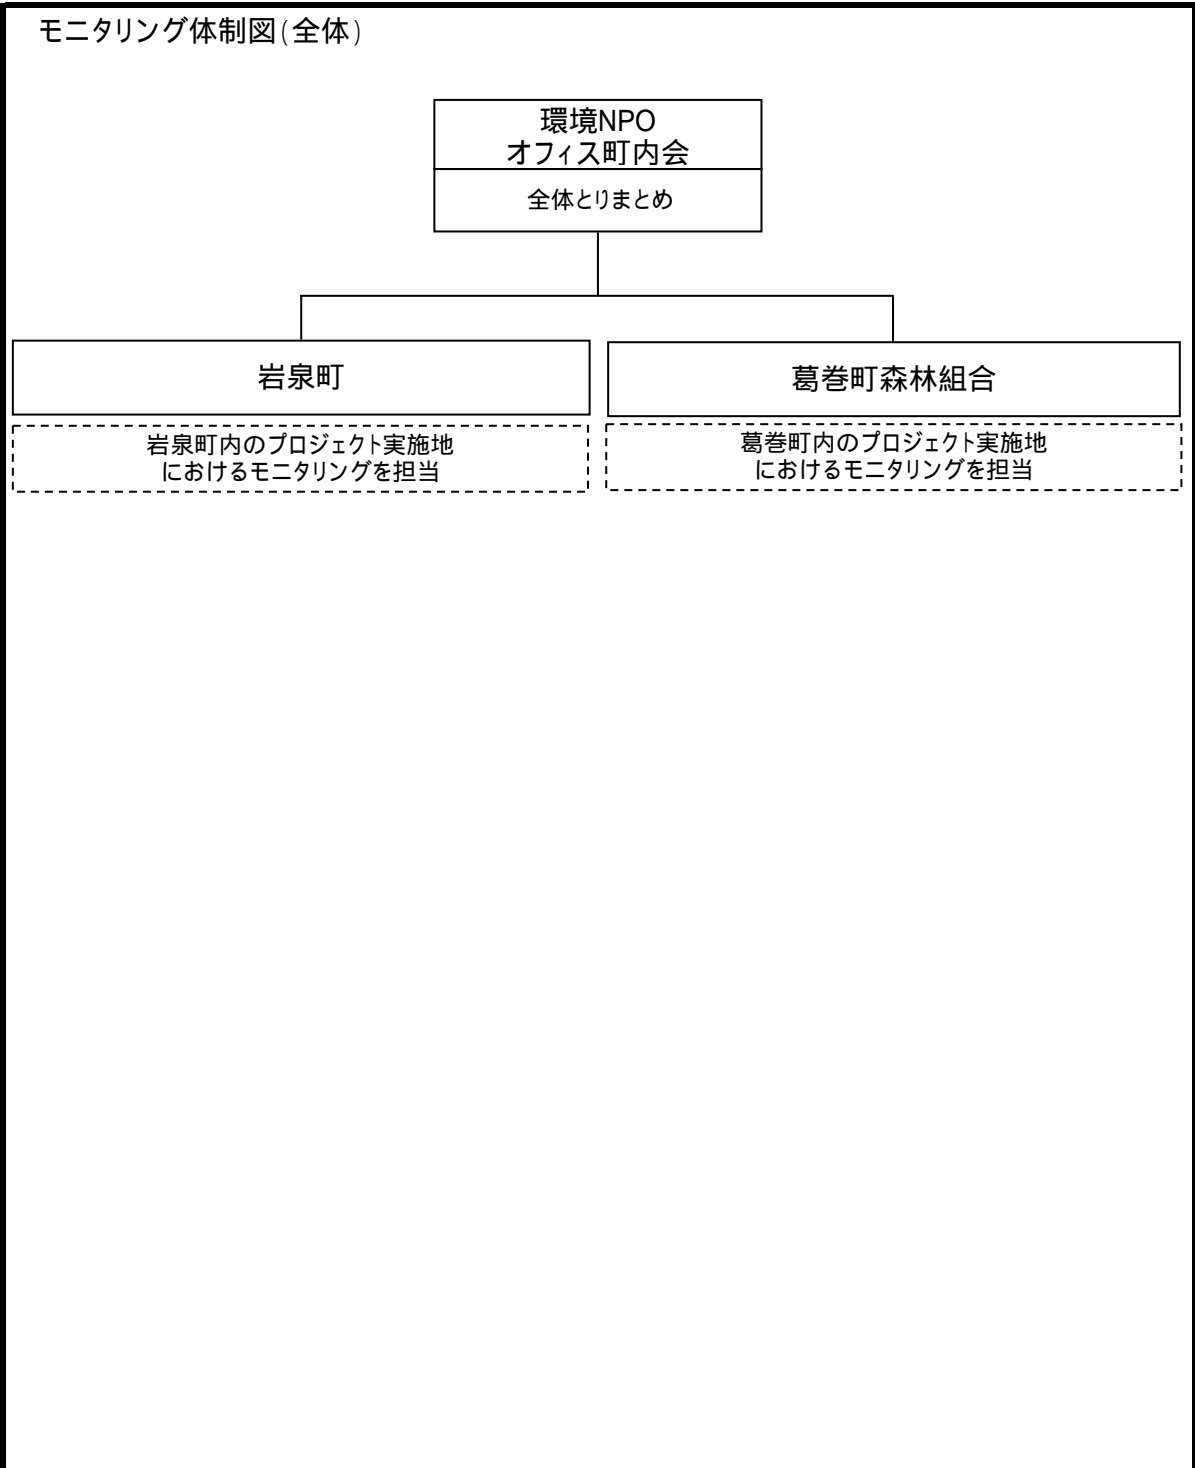 モニタリング体制図(全体)
環境NPO
オフィス町内会
全体とりまとめ
岩泉町
葛巻町森林組合
岩泉町内のプロジェクト実施地
におけるモニタリングを担当
葛巻町内のプロジェクト実施地
におけるモニタリングを担当